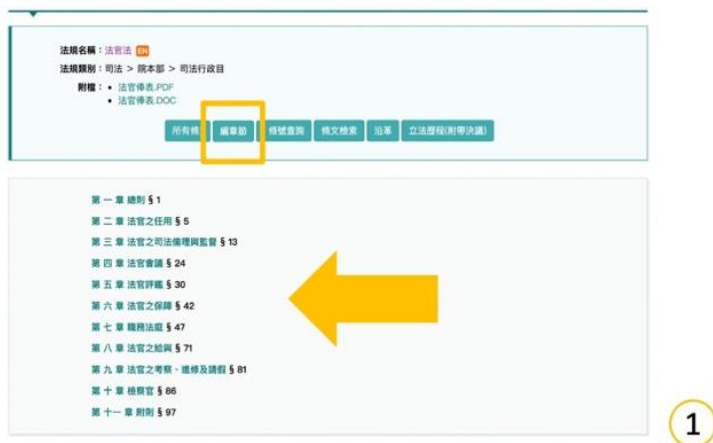 法規名稱：法官法 EN
法規類別：司法 > 院本部 > 司法行政目
附檔：• 法官俸表.PDF
• 法官俸表.DOC
所有條 編章節 條號查詢 條文檢索 沿革 立法歷程(附帶決議)
第 一 章 總則 § 1
第 二 章 法官之任用 § 5
第 三 章 法官之司法倫理與監督 § 13
第 四 章 法官會議 § 24
第 五 章 法官評鑑 § 30
第 六 章 法官之保障 § 42
第 七 章 職務法庭 § 47
第 八 章 法官之給與 § 71
第 九 章 法官之考察、進修及請假 § 81
第 十 章 檢察官 § 86
第 十一 章 附則 § 97
1